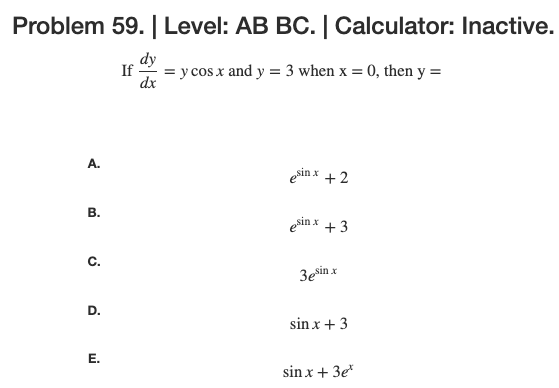 Problem 59. | Level: AB BC. | Calculator: Inactive.
If dy/dx = y cos x and y = 3 when x = 0, then y =
A. e^{sin x} + 2
B. e^{sin x} + 3
C. 3e^{sin x}
D. sin x + 3
E. sin x + 3e^x